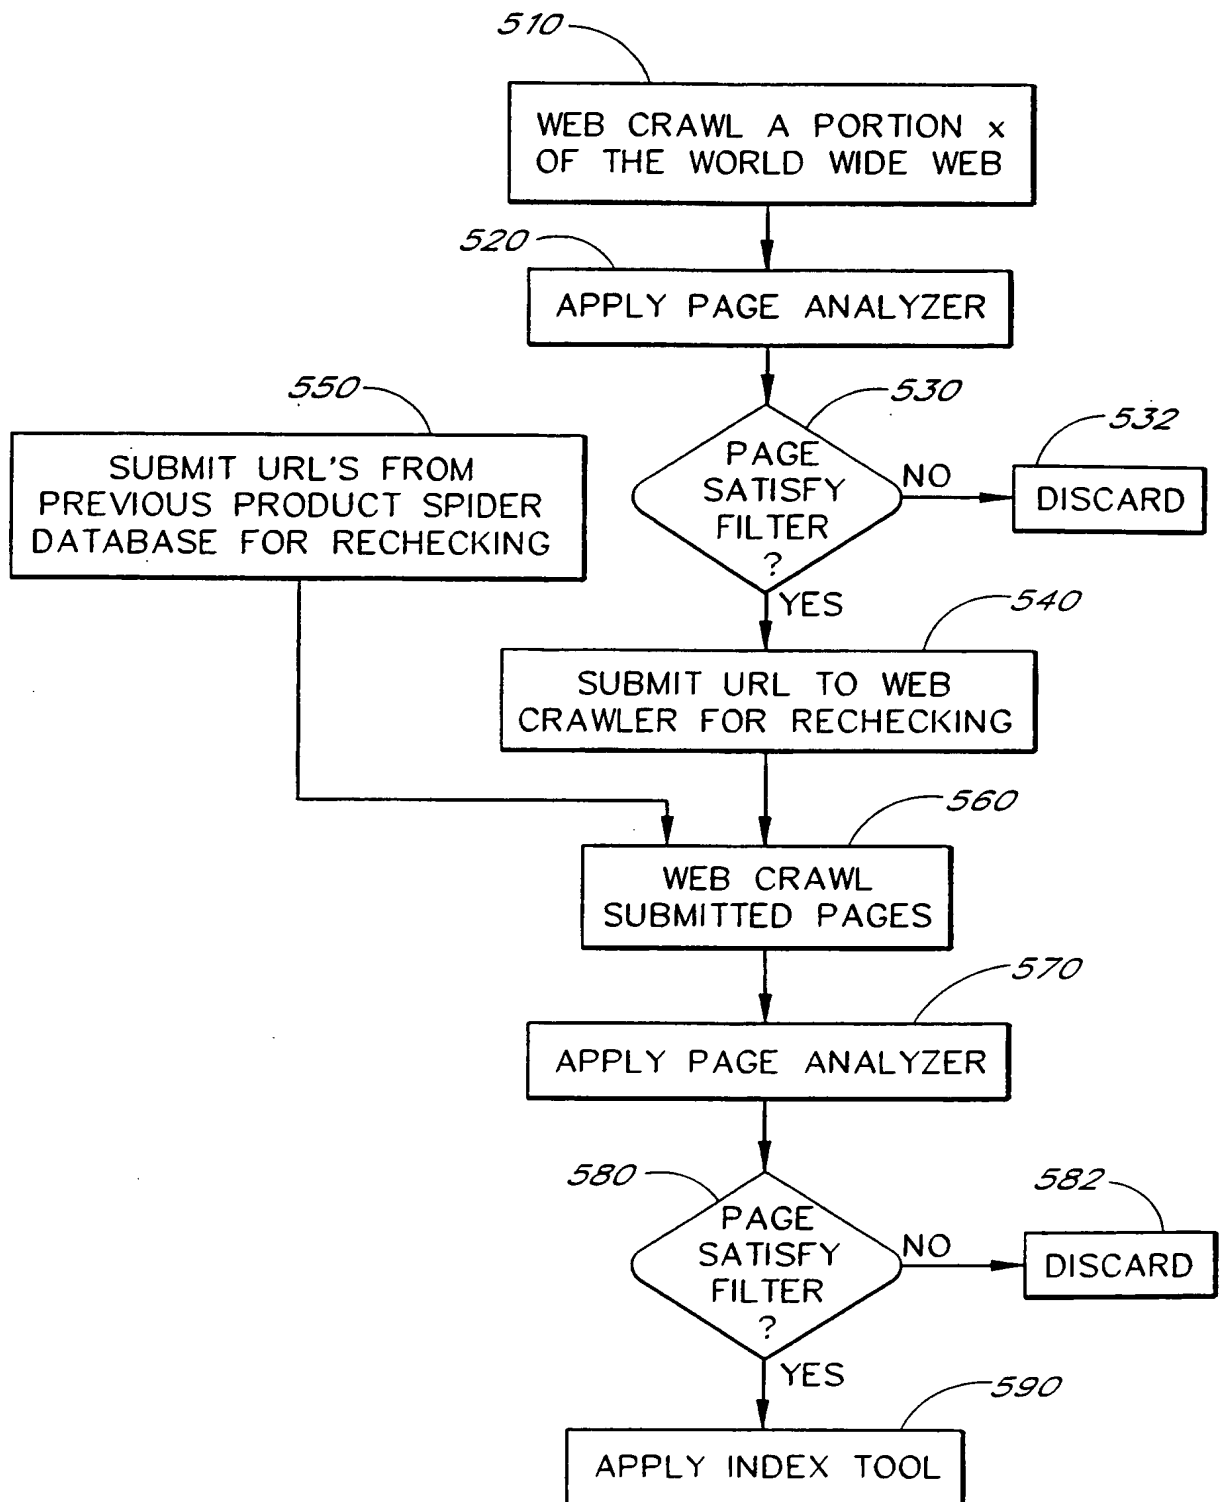 510
WEB CRAWL A PORTION x
OF THE WORLD WIDE WEB
520
APPLY PAGE ANALYZER
530
PAGE
SATISFY
FILTER
?
NO
532
DISCARD
YES
550
SUBMIT URL'S FROM
PREVIOUS PRODUCT SPIDER
DATABASE FOR RECHECKING
540
SUBMIT URL TO WEB
CRAWLER FOR RECHECKING
560
WEB CRAWL
SUBMITTED PAGES
570
APPLY PAGE ANALYZER
580
PAGE
SATISFY
FILTER
?
NO
582
DISCARD
YES
590
APPLY INDEX TOOL